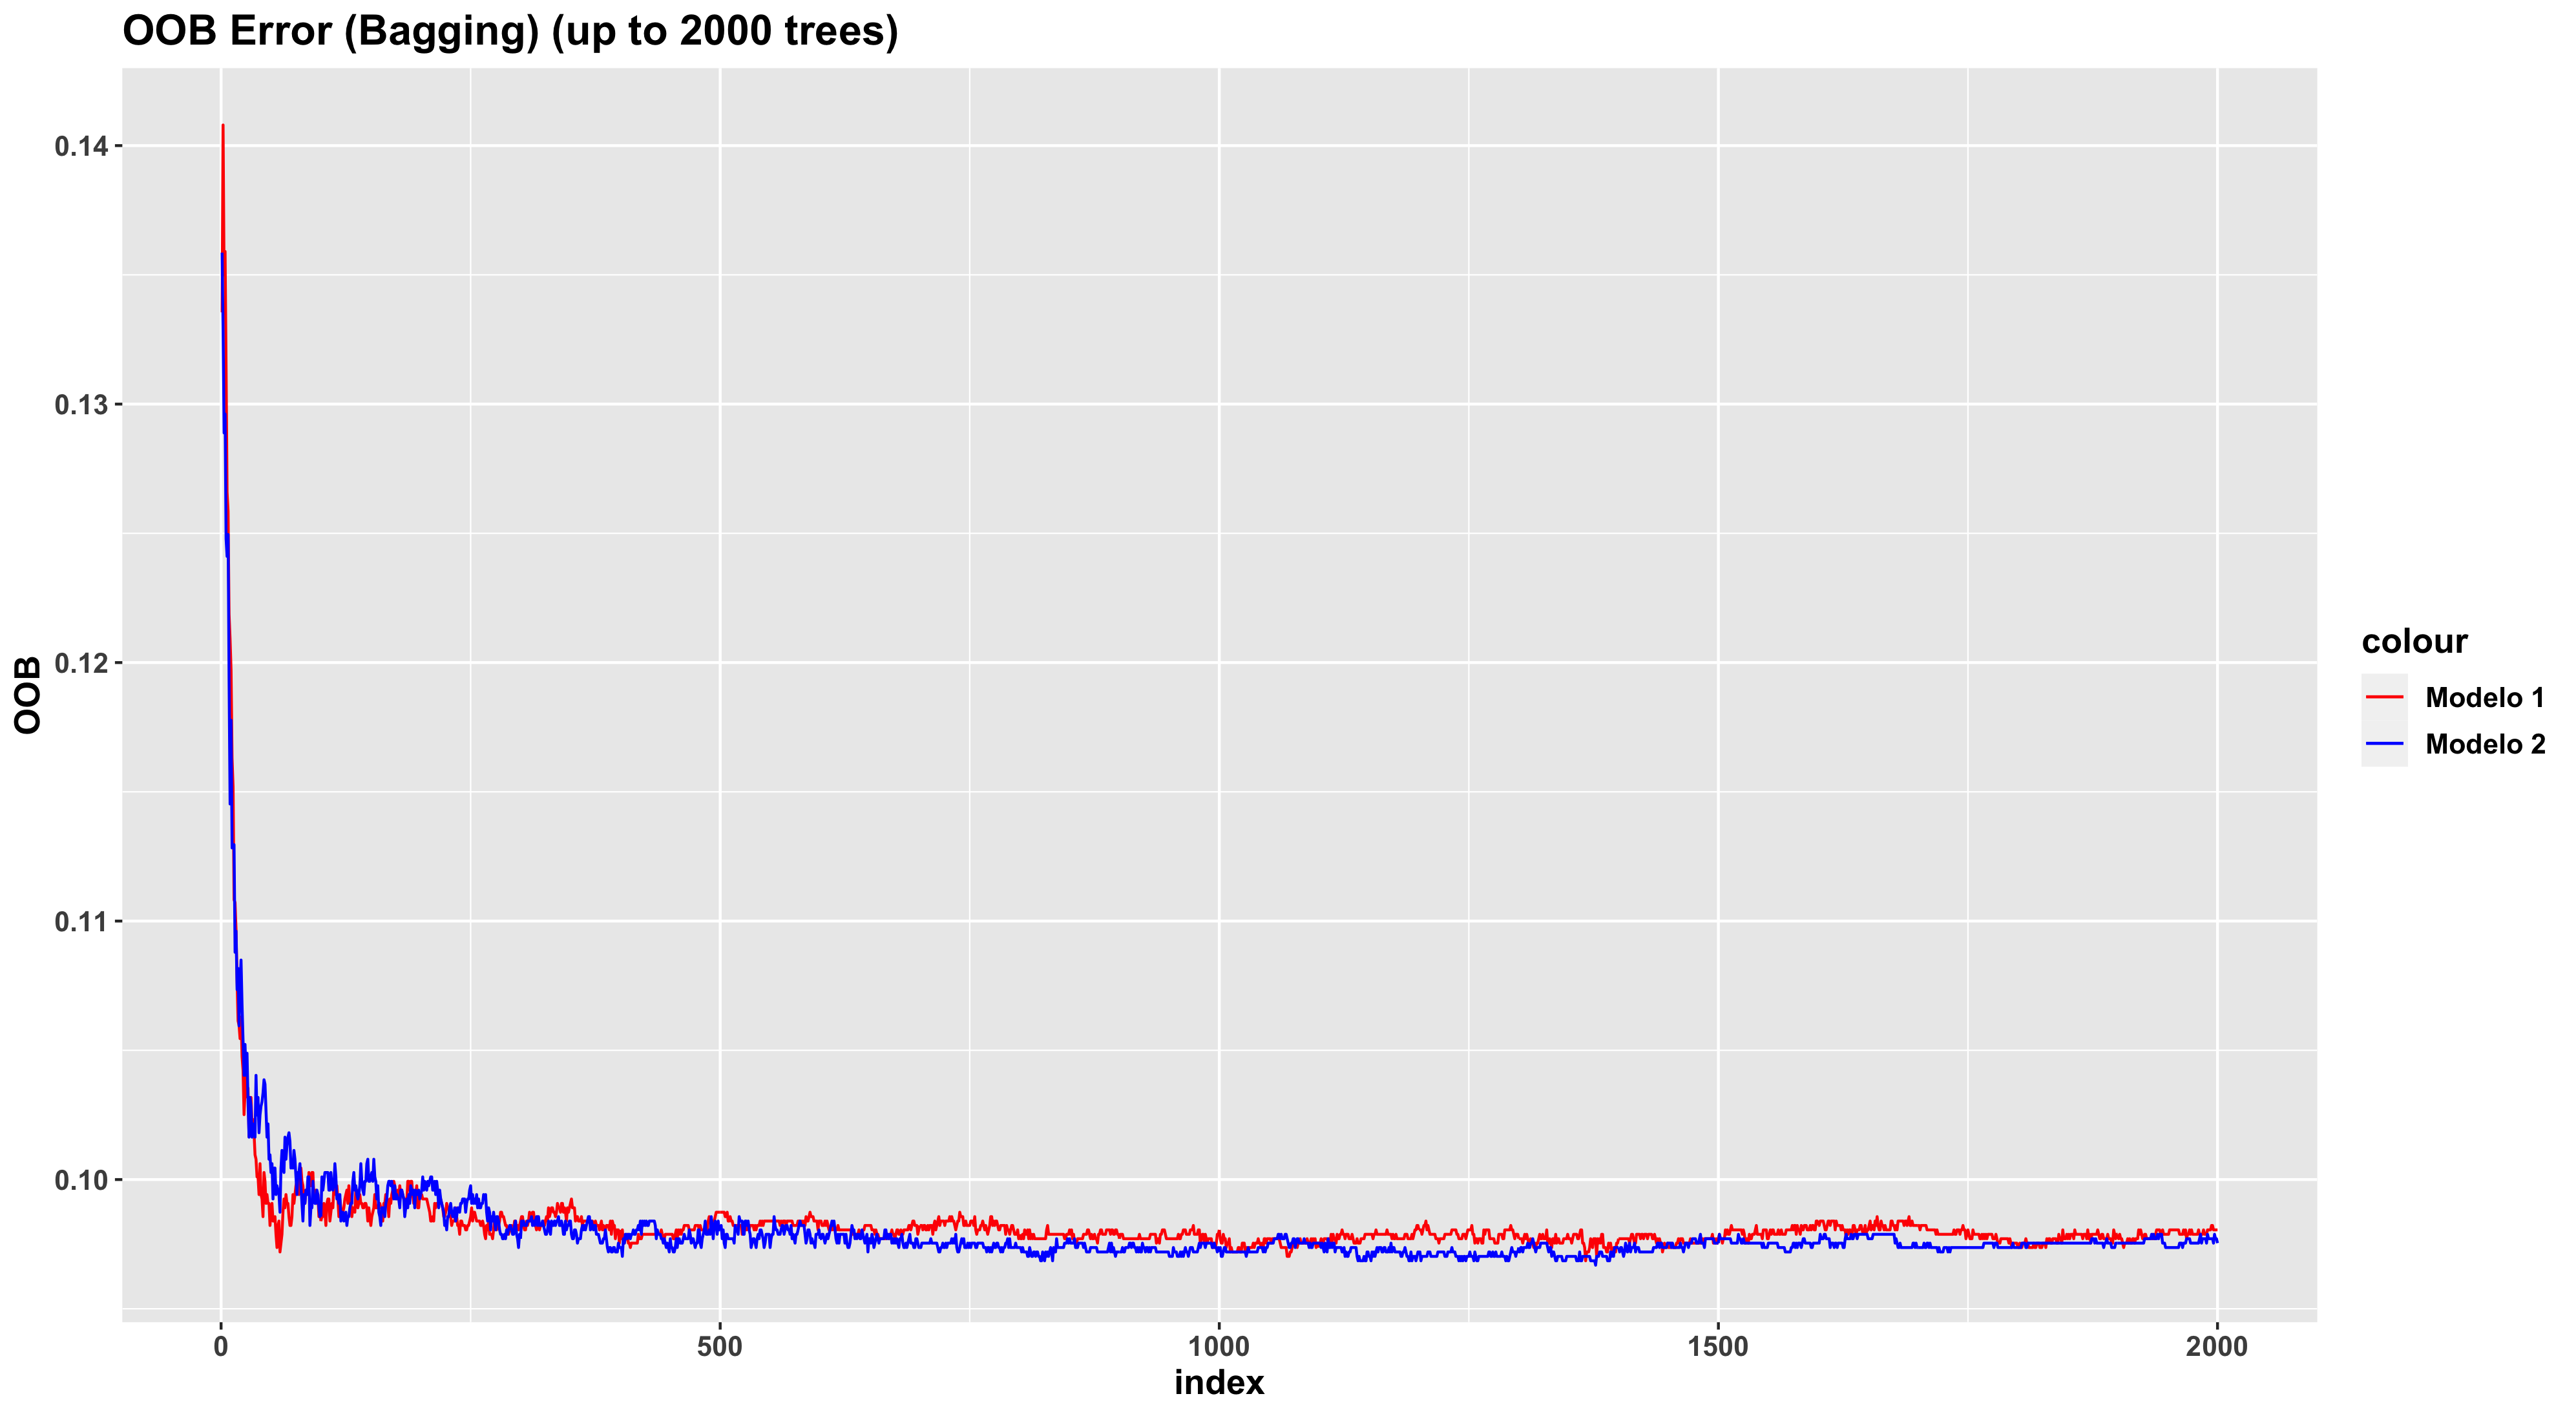 OOB Error (Bagging) (up to 2000 trees)
0.14
0.13
0.12
0.11
0.10
OOB
0
500
1000
1500
2000
index
colour
Modelo 1
Modelo 2